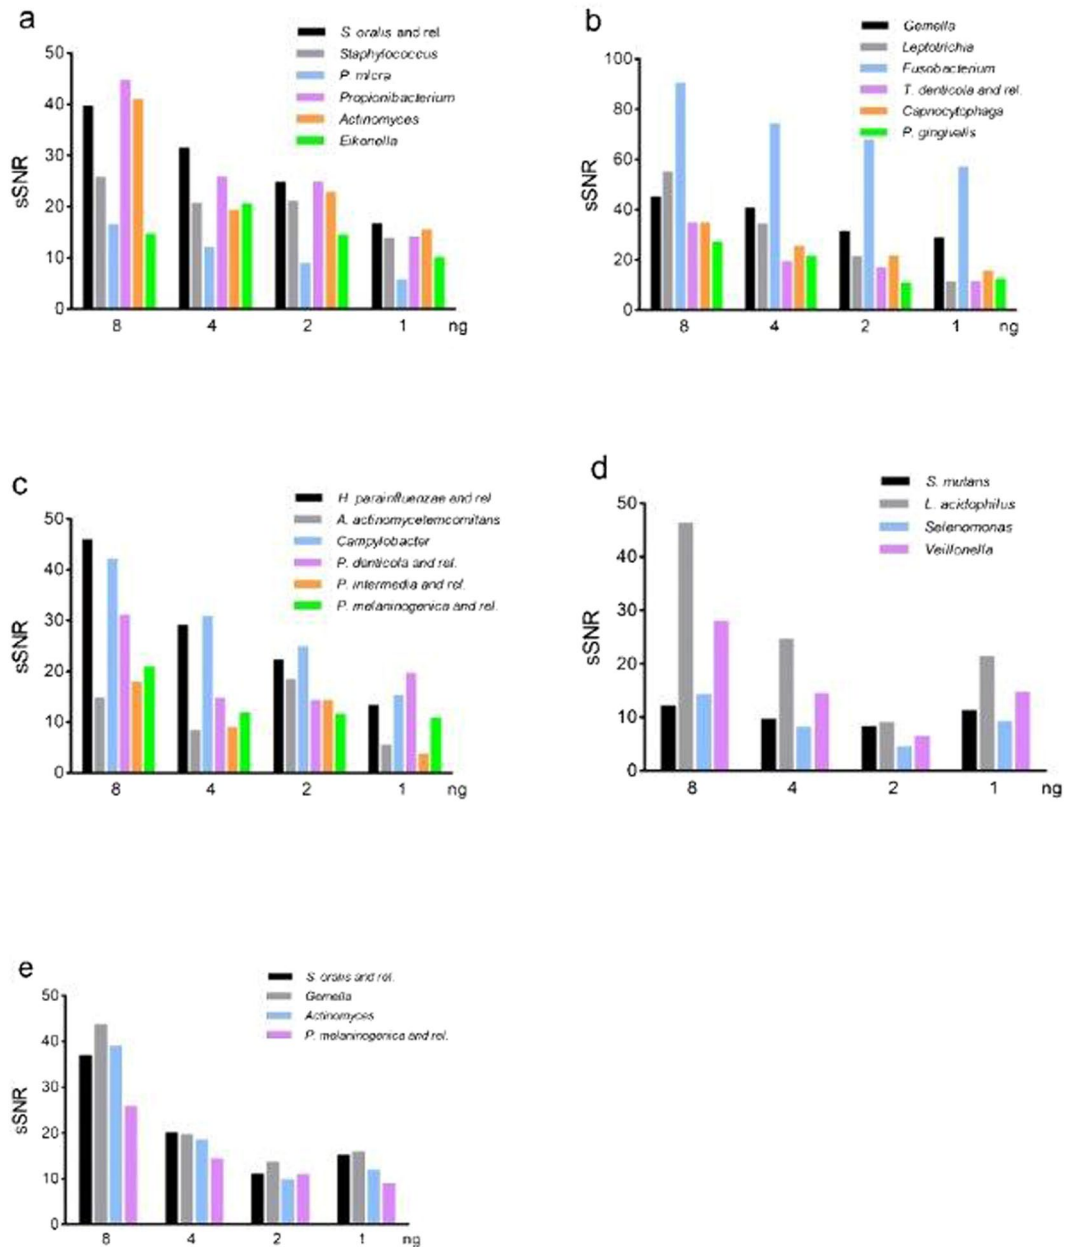 a
S. oralis and rel.
Staphylococcus
P. micra
Propionibacterium
Actinomyces
Eikenella
50
40
30
20
10
0
sSNR
8 4 2 1 ng
b
Gemella
Leptotrichia
Fusobacterium
T. denticola and rel.
Capnocytophaga
P. gingivalis
100
80
60
40
20
0
sSNR
8 4 2 1 ng
c
H. parainfluenzae and rel
A. actinomycetemcomitans
Campylobacter
P. denticola and rel.
P. intermedia and rel.
P. melaninogenica and rel.
50
40
30
20
10
0
sSNR
8 4 2 1 ng
d
S. mutans
L. acidophilus
Selenomonas
Veillonella
50
40
30
20
10
0
sSNR
8 4 2 1 ng
e
S. oralis and rel.
Gemella
Actinomyces
P. melaninogenica and rel.
50
40
30
20
10
0
sSNR
8 4 2 1 ng